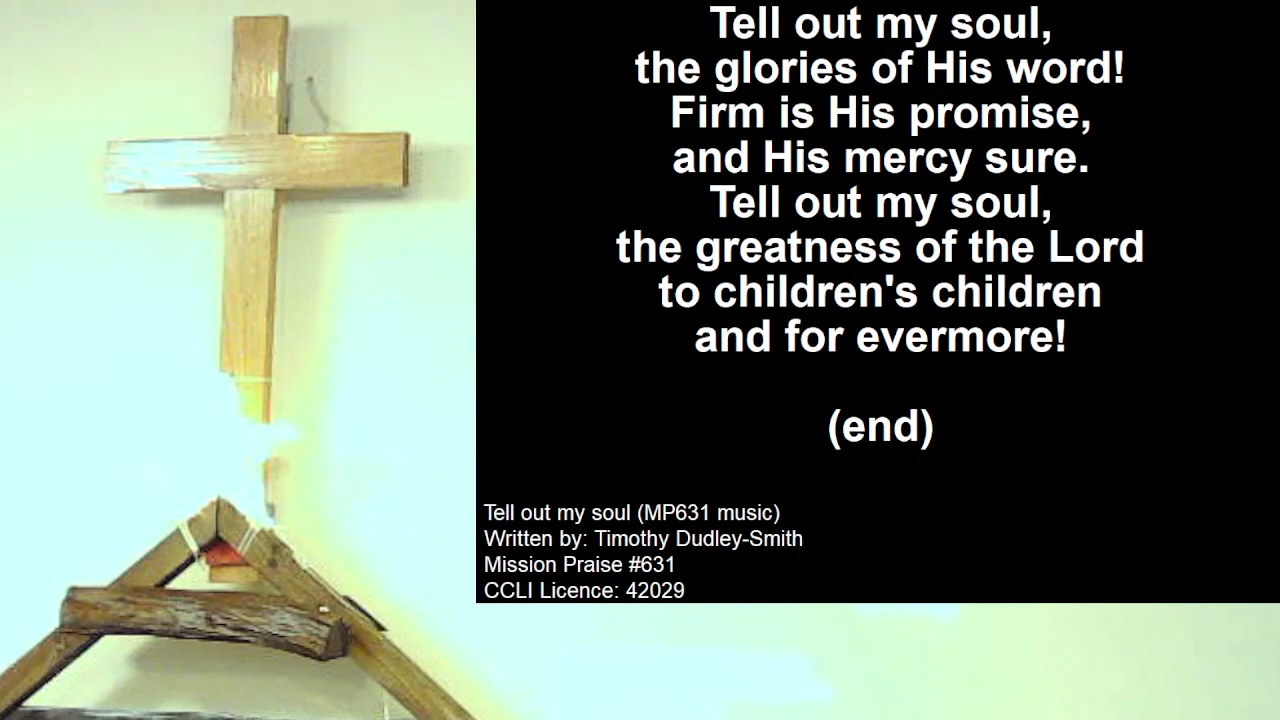 Tell out my soul,
the glories of His word!
Firm is His promise,
and His mercy sure.
Tell out my soul,
the greatness of the Lord
to children's children
and for evermore!
(end)
Tell out my soul (MP631 music)
Written by: Timothy Dudley-Smith
Mission Praise #631
CCLI Licence: 42029